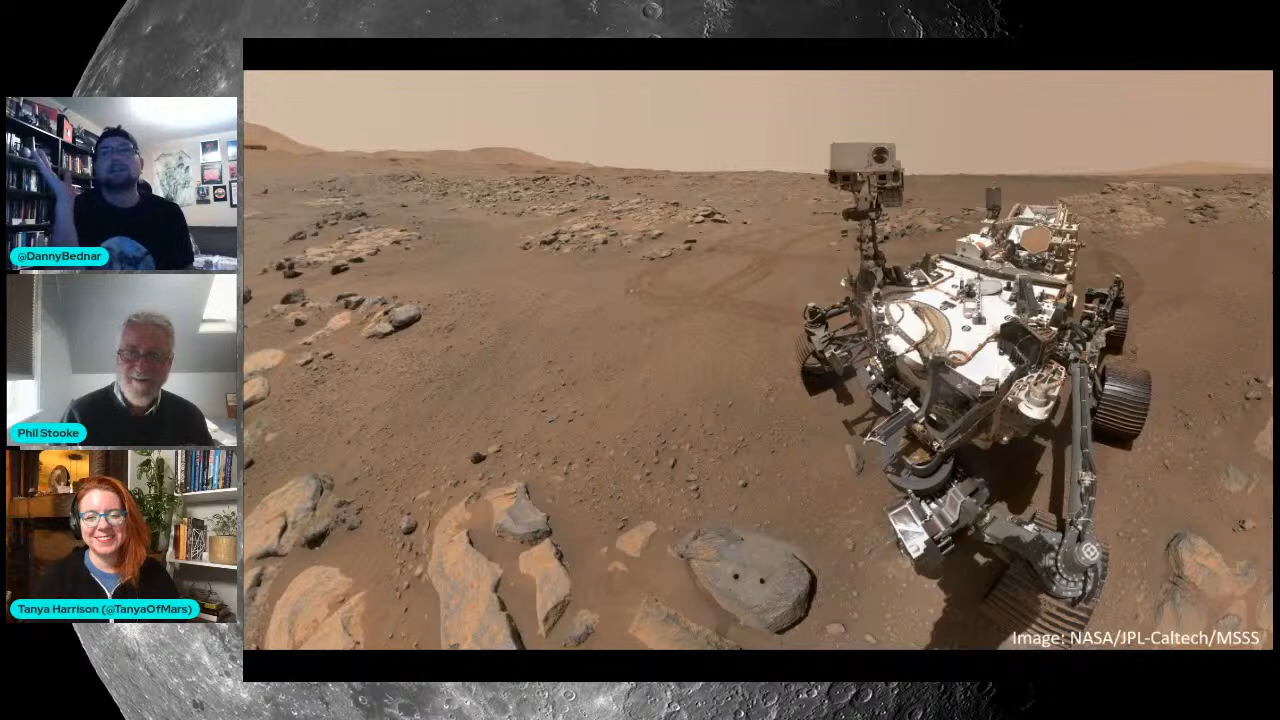 @DannyBednar
Phil Stooke
Tanya Harrison (@TanyaOfMars)
Image: NASA/JPL-Caltech/MSSS